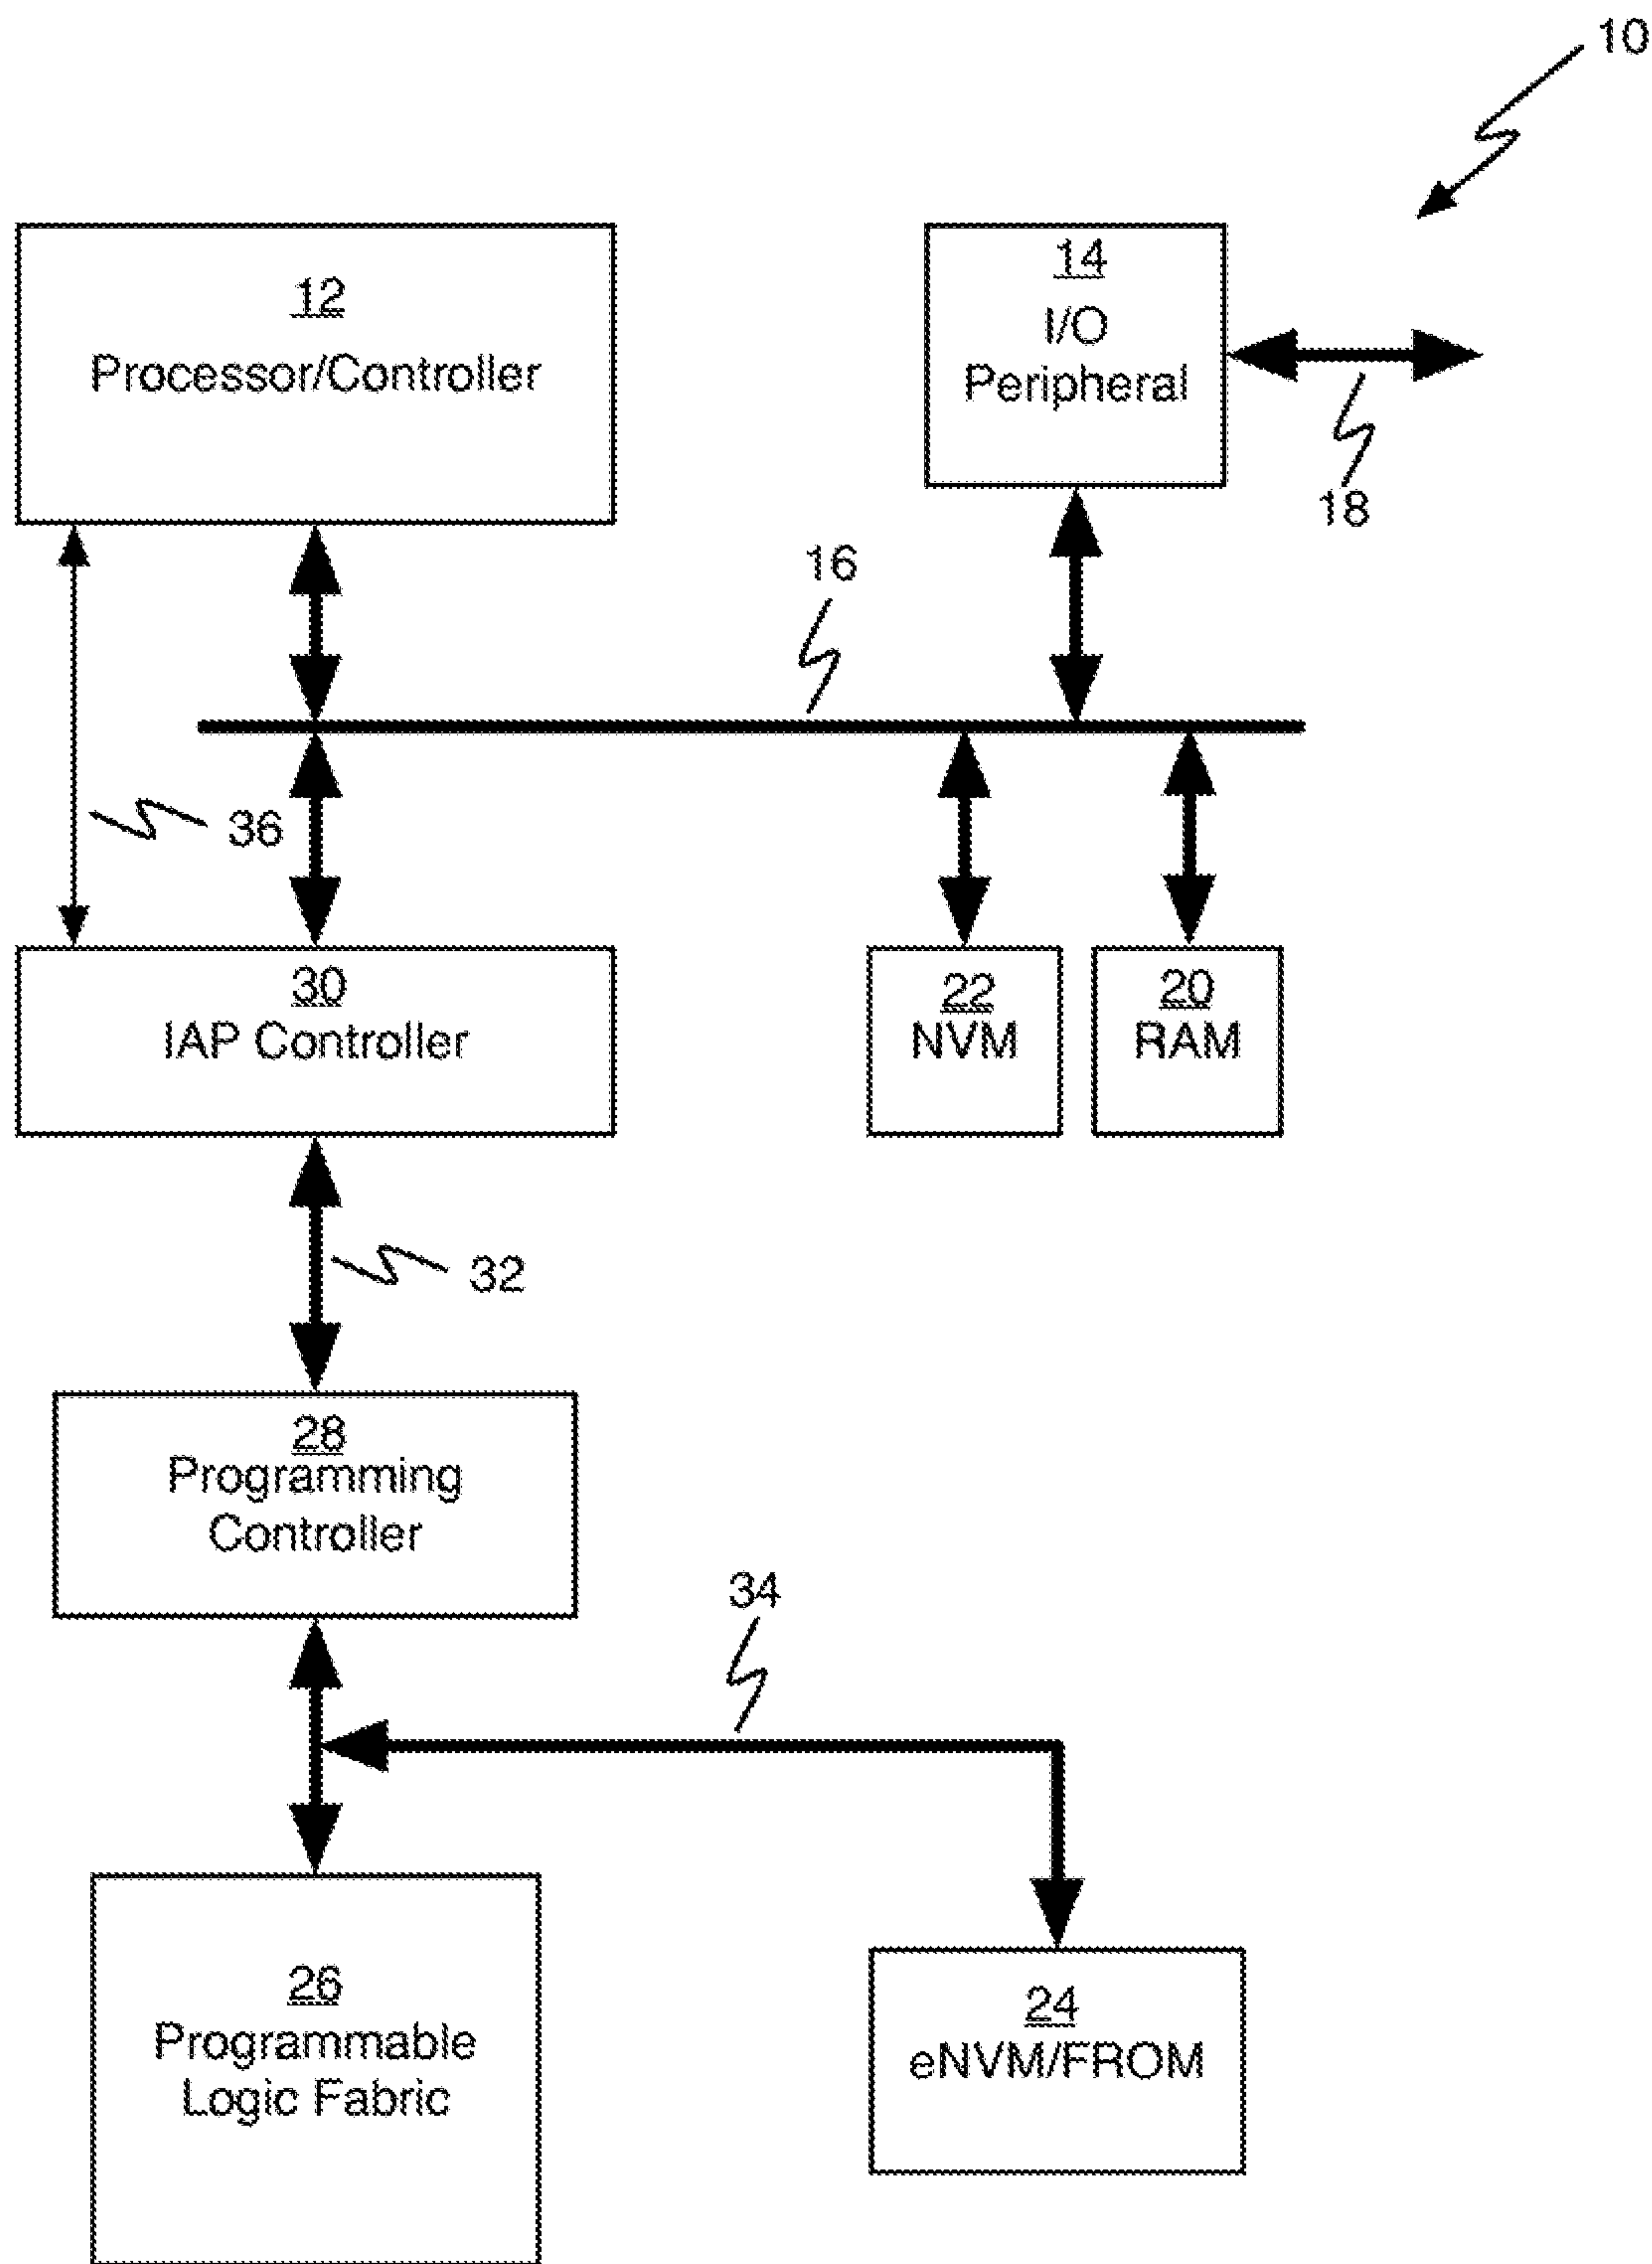 10
12
Processor/Controller
14
I/O
Peripheral
18
16
36
30
IAP Controller
22
NVM
20
RAM
32
28
Programming
Controller
34
26
Programmable
Logic Fabric
24
eNVM/FROM